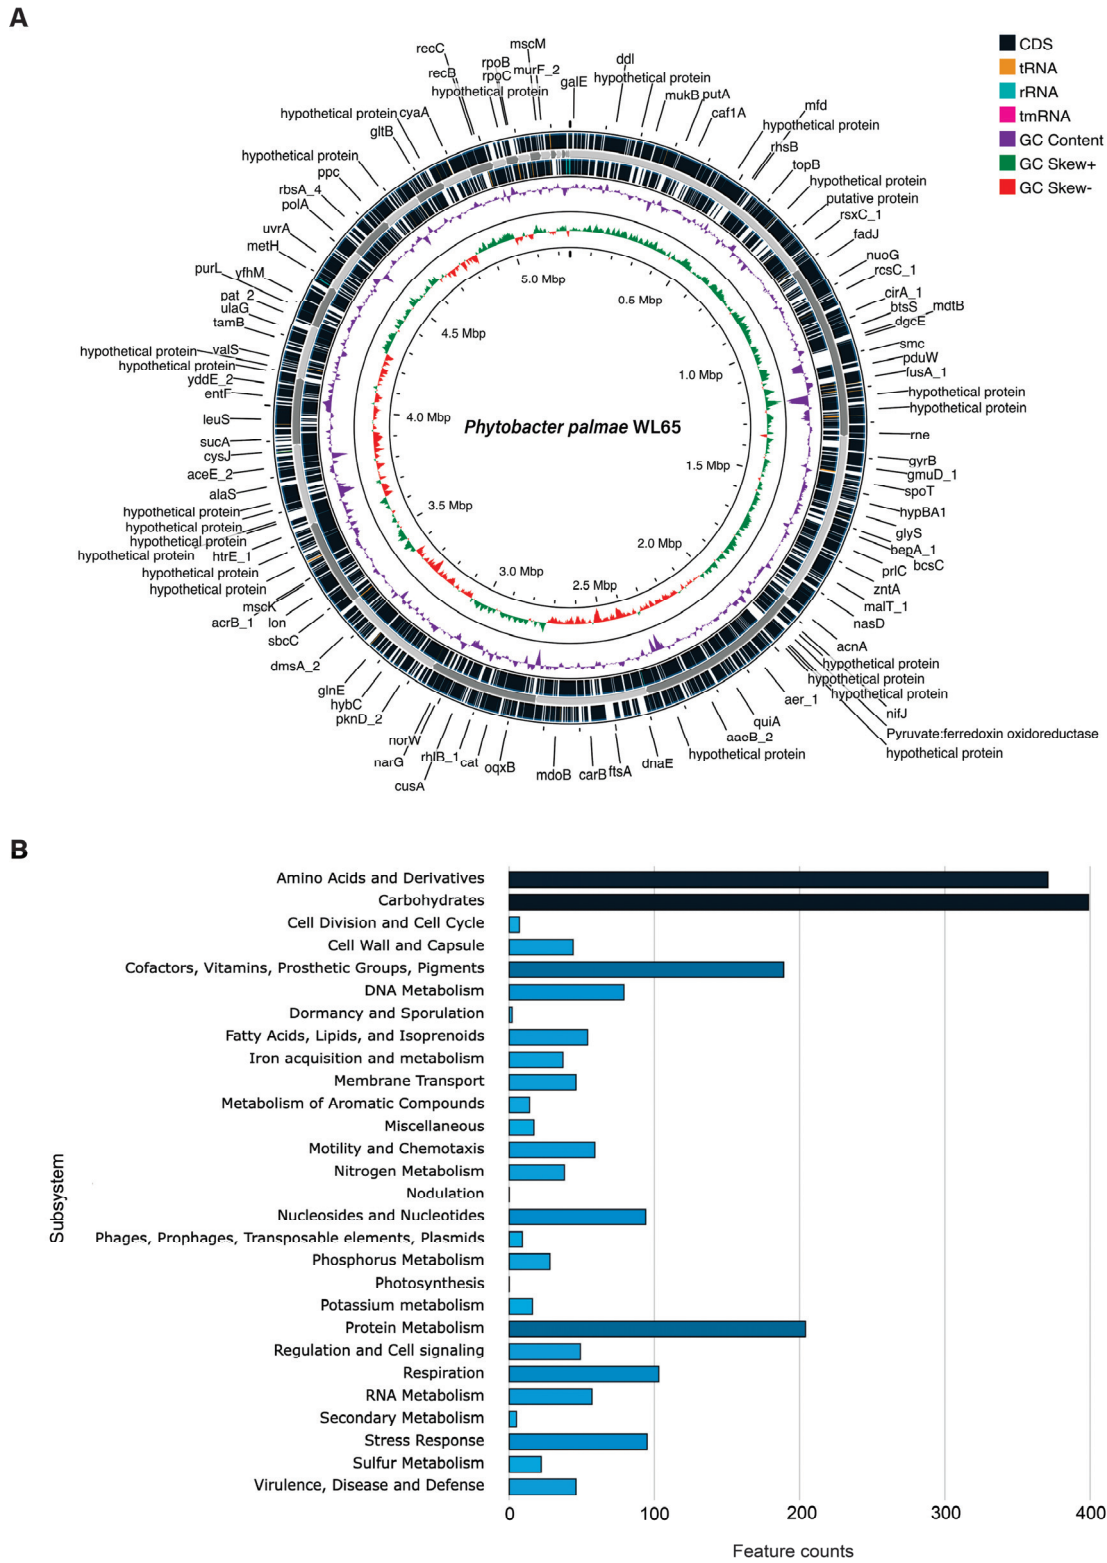 A
CDS
tRNA
rRNA
tmRNA
GC Content
GC Skew+
GC Skew-
rccC
recB
rpoB
rpoC
hypothetical protein
mscM
murF_2
galE
ddl
hypothetical protein
mukB
putA
caf1A
mfd
hypothetical protein
rhsB
topB
hypothetical protein
putative protein
rsxC_1
fadJ
nuoG
rcsC_1
cirA_1
btsS
mdtB
dgcE
smc
pduW
fusA_1
hypothetical protein
hypothetical protein
rne
gyrB
gmuD_1
spoT
hypBA1
glyS
bepA_1
bcsC
prlC
zntA
malT_1
nasD
acnA
hypothetical protein
hypothetical protein
hypothetical protein
nifJ
Pyruvate:ferredoxin oxidoreductase
hypothetical protein
aer_1
quiA
aaoB_2
hypothetical protein
dnaE
ftsA
carB
mdoB
oqxB
cat
rhlB_1
cusA
narG
norW
pknD_2
hybC
glnE
dmsA_2
sbcC
lon
acrB_1
mscK
hypothetical protein
hypothetical protein
htrE_1
hypothetical protein
hypothetical protein
hypothetical protein
hypothetical protein
alaS
aceE_2
cysJ
sucA
leuS
entF
yddE_2
hypothetical protein
hypothetical protein
valS
tamB
ulaG
pat_2
purL
yfhM
metH
uvrA
polA
rbsA_4
ppc
hypothetical protein
gltB
hypothetical protein
cyaA
5.0 Mbp
0.6 Mbp
1.0 Mbp
1.5 Mbp
2.0 Mbp
2.5 Mbp
3.0 Mbp
3.5 Mbp
4.0 Mbp
4.5 Mbp
Phytobacter palmae WL65
B
Subsystem
Amino Acids and Derivatives
Carbohydrates
Cell Division and Cell Cycle
Cell Wall and Capsule
Cofactors, Vitamins, Prosthetic Groups, Pigments
DNA Metabolism
Dormancy and Sporulation
Fatty Acids, Lipids, and Isoprenoids
Iron acquisition and metabolism
Membrane Transport
Metabolism of Aromatic Compounds
Miscellaneous
Motility and Chemotaxis
Nitrogen Metabolism
Nodulation
Nucleosides and Nucleotides
Phages, Prophages, Transposable elements, Plasmids
Phosphorus Metabolism
Photosynthesis
Potassium metabolism
Protein Metabolism
Regulation and Cell signaling
Respiration
RNA Metabolism
Secondary Metabolism
Stress Response
Sulfur Metabolism
Virulence, Disease and Defense
0 100 200 300 400
Feature counts